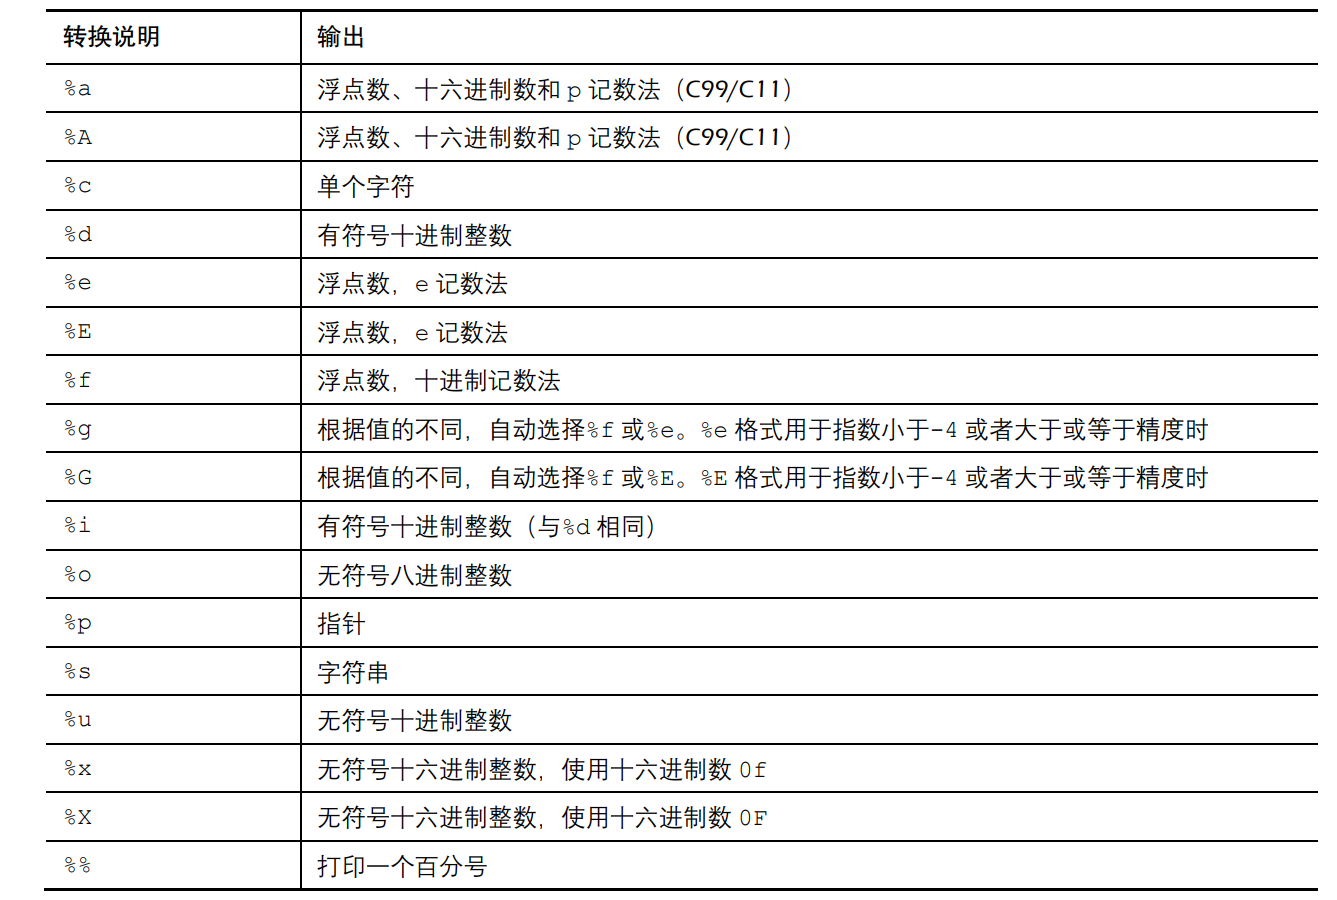 转换说明 输出
%a 浮点数、十六进制数和 p 记数法（C99/C11）
%A 浮点数、十六进制数和 p 记数法（C99/C11）
%c 单个字符
%d 有符号十进制整数
%e 浮点数，e 记数法
%E 浮点数，e 记数法
%f 浮点数，十进制记数法
%g 根据值的不同，自动选择%f 或%e。%e 格式用于指数小于-4 或者大于或等于精度时
%G 根据值的不同，自动选择%f 或%E。%E 格式用于指数小于-4 或者大于或等于精度时
%i 有符号十进制整数（与%d 相同）
%o 无符号八进制整数
%p 指针
%s 字符串
%u 无符号十进制整数
%x 无符号十六进制整数，使用十六进制数 0f
%X 无符号十六进制整数，使用十六进制数 0F
%% 打印一个百分号